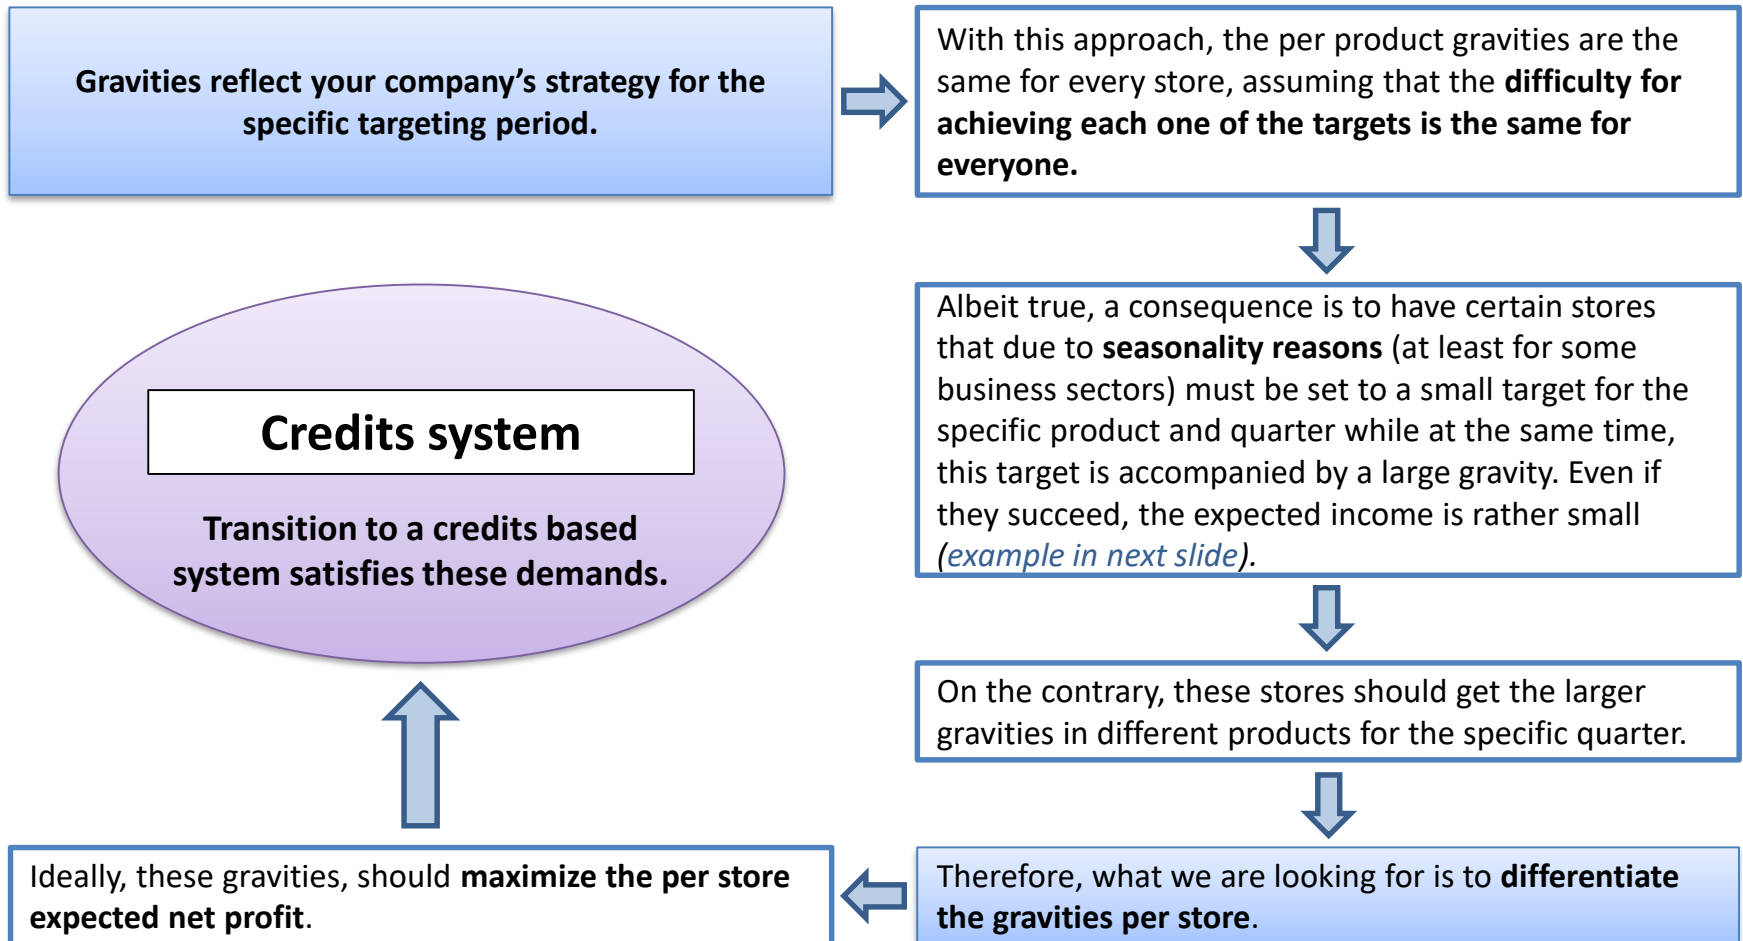 Gravities reflect your company’s strategy for the
specific targeting period.
With this approach, the per product gravities are the
same for every store, assuming that the difficulty for
achieving each one of the targets is the same for
everyone.
Albeit true, a consequence is to have certain stores
that due to seasonality reasons (at least for some
business sectors) must be set to a small target for the
specific product and quarter while at the same time,
this target is accompanied by a large gravity. Even if
they succeed, the expected income is rather small
(example in next slide).
On the contrary, these stores should get the larger
gravities in different products for the specific quarter.
Therefore, what we are looking for is to differentiate
the gravities per store.
Ideally, these gravities, should maximize the per store
expected net profit.
Credits system
Transition to a credits based
system satisfies these demands.